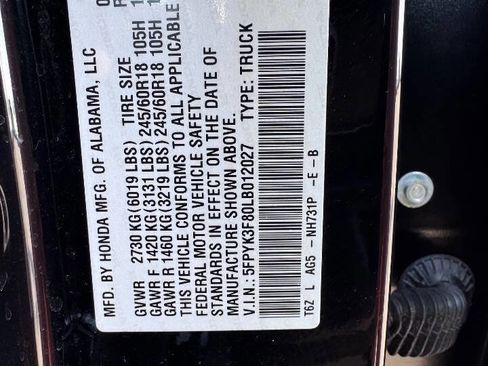 MFD. BY HONDA MFG. OF ALABAMA, LLC
TIRE SIZE
GVWR 2730 KG(6019 LBS)
GAWR F 1420 KG(3131 LBS) 245/60R18 105H
GAWR R 1460 KG(3219 LBS) 245/60R18 105H
THIS VEHICLE CONFORMS TO ALL APPLICABLE
FEDERAL MOTOR VEHICLE SAFETY
STANDARDS IN EFFECT ON THE DATE OF
MANUFACTURE SHOWN ABOVE.
V.I.N.: 5FPYK3F80LB012027 TYPE: TRUCK
T6Z L AG5 - NH731P -E -B